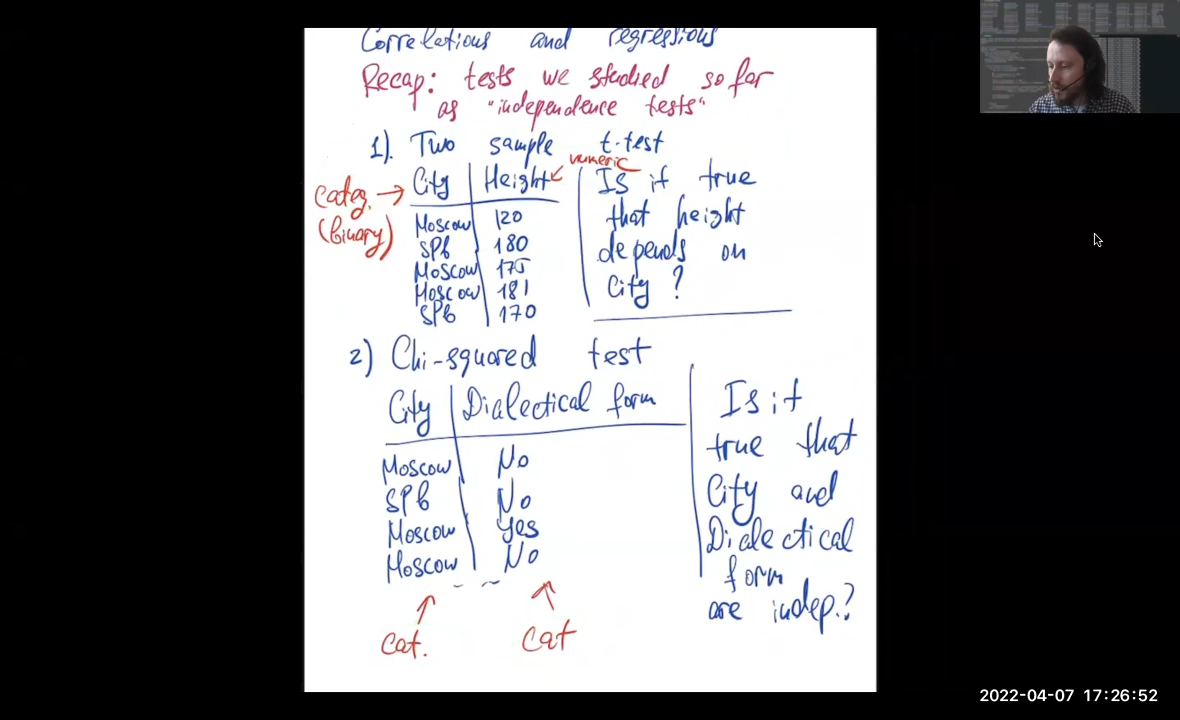 Correlations and regressions
Recap: tests we studied so far
as "independence tests"
1). Two sample t-test
numeric
categ. → City | Height
(binary)
Moscow 120
SPb 180
Moscow 175
Moscow 181
SPb 170
Is it true
that height
depends on
City ?
2) Chi-squared test
City | Dialectical form
Moscow No
SPb No
Moscow Yes
Moscow No
cat. cat
Is it
true that
City and
Dialectical
form
are indep.?
2022-04-07 17:26:52